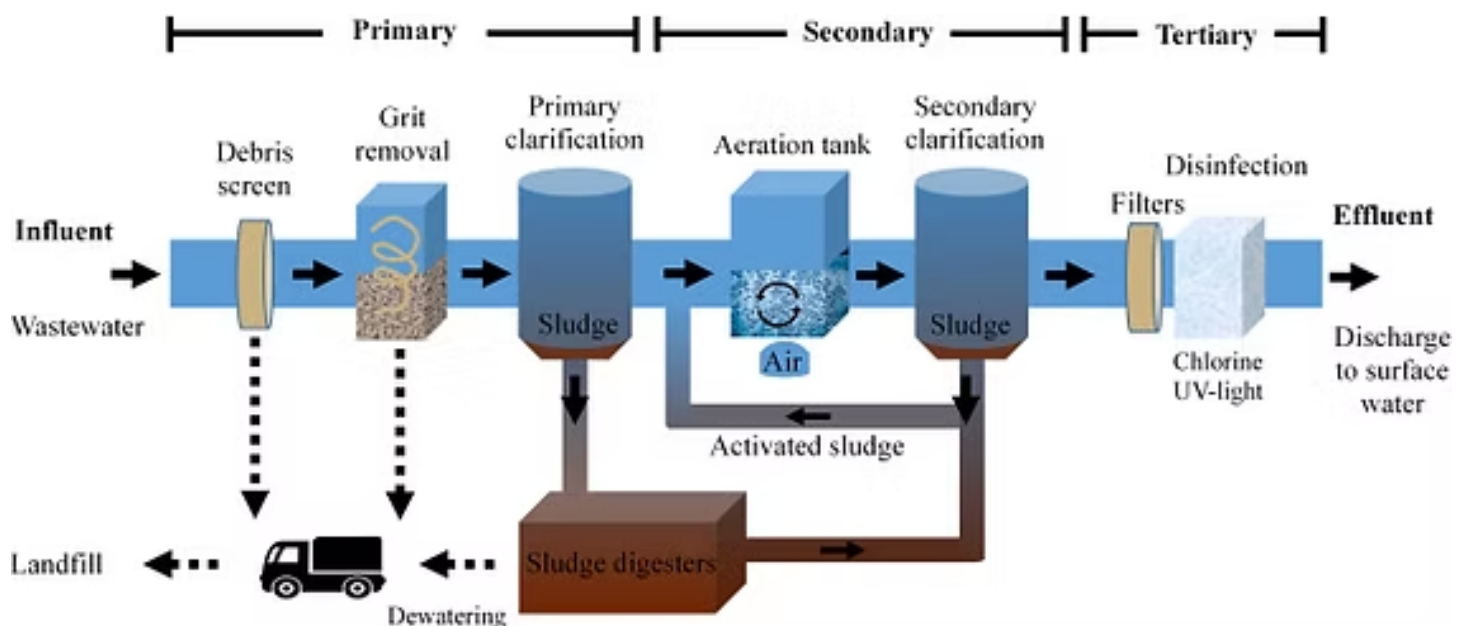 Primary
Secondary
Tertiary
Debris
screen
Grit
removal
Primary
clarification
Aeration tank
Secondary
clarification
Filters
Disinfection
Influent
Wastewater
Effluent
Sludge
Air
Sludge
Chlorine
UV-light
Discharge
to surface
water
Activated sludge
Landfill
Dewatering
Sludge digesters